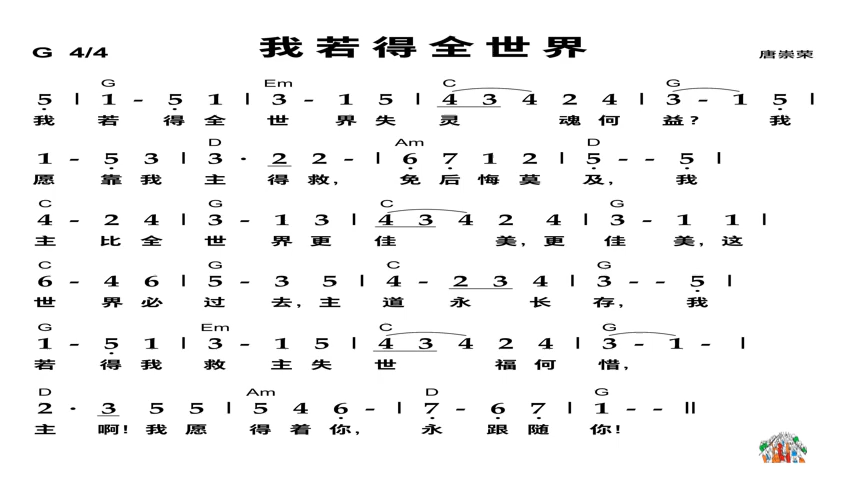 G 4/4 我若得全世界 唐崇荣
G Em C G
5 | 1 - 5 1 | 3 - 1 5 | 4 3 4 2 4 | 3 - 1 5 |
我 若 得 全 世 界 失 灵 魂 何 益? 我
D Am D
1 - 5 3 | 3 · 2 2 - | 6 7 1 2 | 5 - - 5 |
愿 靠 我 主 得 救, 免 后 悔 莫 及, 我
C G C G
4 - 2 4 | 3 - 1 3 | 4 3 4 2 4 | 3 - 1 1 |
主 比 全 世 界 更 佳 美, 更 佳 美, 这
C G C G
6 - 4 6 | 5 - 3 5 | 4 - 2 3 4 | 3 - - 5 |
世 界 必 过 去, 主 道 永 长 存, 我
G Em C G
1 - 5 1 | 3 - 1 5 | 4 3 4 2 4 | 3 - 1 - |
若 得 我 救 主 失 世 福 何 惜,
D Am D G
2 · 3 5 5 | 5 4 6 - | 7 - 6 7 | 1 - - ||
主 啊! 我 愿 得 着 你, 永 跟 随 你!